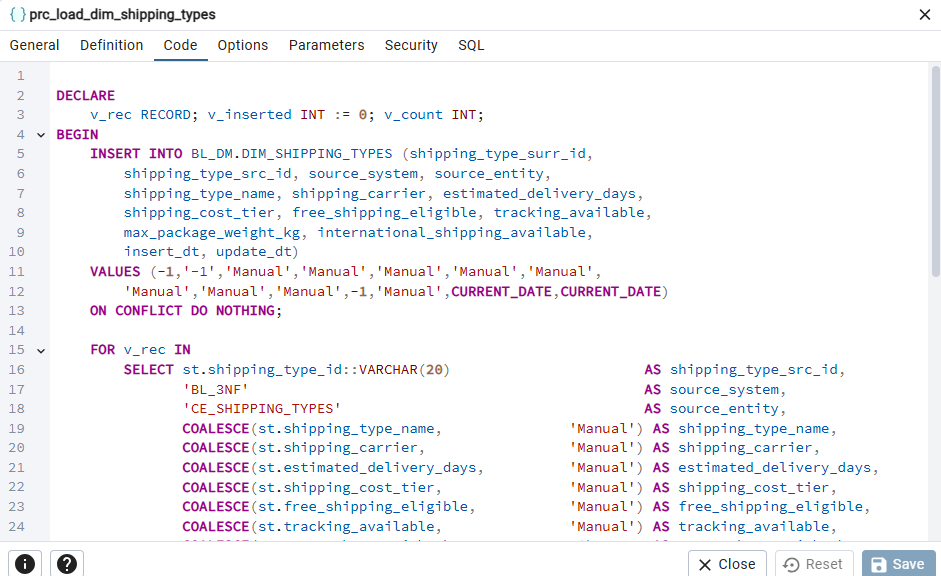 { } prc_load_dim_shipping_types
General Definition Code Options Parameters Security SQL
1
2 DECLARE
3 v_rec RECORD; v_inserted INT := 0; v_count INT;
4 BEGIN
5 INSERT INTO BL_DM.DIM_SHIPPING_TYPES (shipping_type_surr_id,
6 shipping_type_src_id, source_system, source_entity,
7 shipping_type_name, shipping_carrier, estimated_delivery_days,
8 shipping_cost_tier, free_shipping_eligible, tracking_available,
9 max_package_weight_kg, international_shipping_available,
10 insert_dt, update_dt)
11 VALUES (-1,'-1','Manual','Manual','Manual','Manual','Manual',
12 'Manual','Manual','Manual',-1,'Manual',CURRENT_DATE,CURRENT_DATE)
13 ON CONFLICT DO NOTHING;
14
15 FOR v_rec IN
16 SELECT st.shipping_type_id::VARCHAR(20) AS shipping_type_src_id,
17 'BL_3NF' AS source_system,
18 'CE_SHIPPING_TYPES' AS source_entity,
19 COALESCE(st.shipping_type_name, 'Manual') AS shipping_type_name,
20 COALESCE(st.shipping_carrier, 'Manual') AS shipping_carrier,
21 COALESCE(st.estimated_delivery_days, 'Manual') AS estimated_delivery_days,
22 COALESCE(st.shipping_cost_tier, 'Manual') AS shipping_cost_tier,
23 COALESCE(st.free_shipping_eligible, 'Manual') AS free_shipping_eligible,
24 COALESCE(st.tracking_available, 'Manual') AS tracking_available,
Close Reset Save